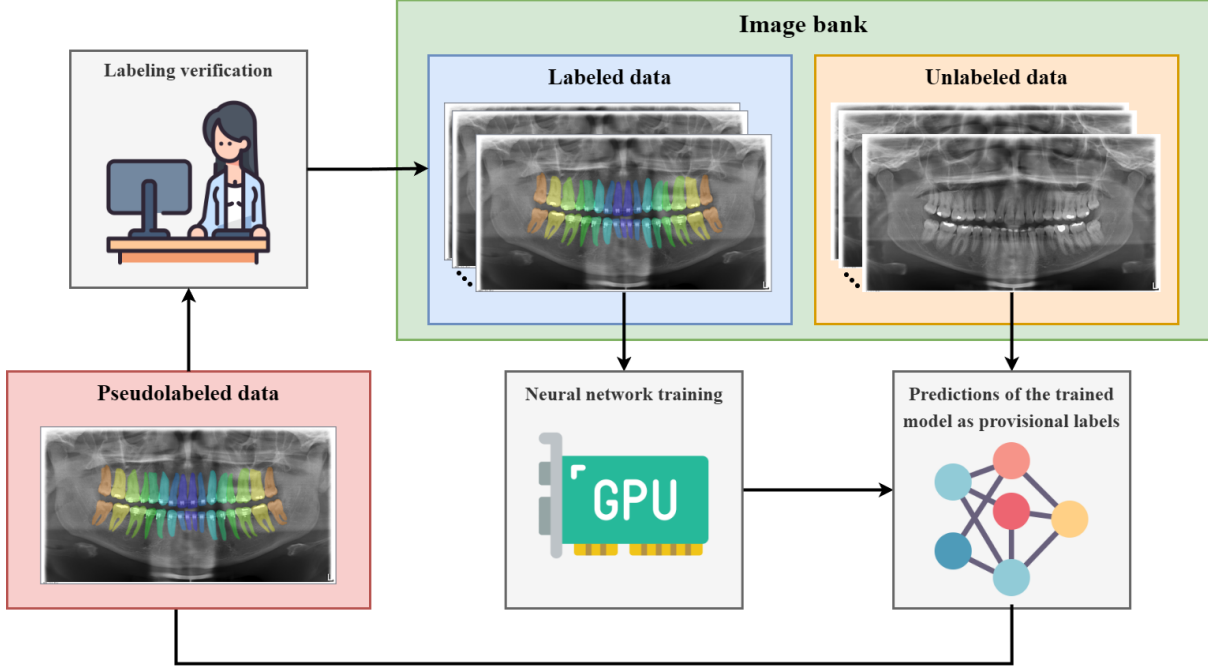 Image bank
Labeling verification
Labeled data
Unlabeled data
Pseudolabeled data
Neural network training
GPU
Predictions of the trained
model as provisional labels
L
L
L